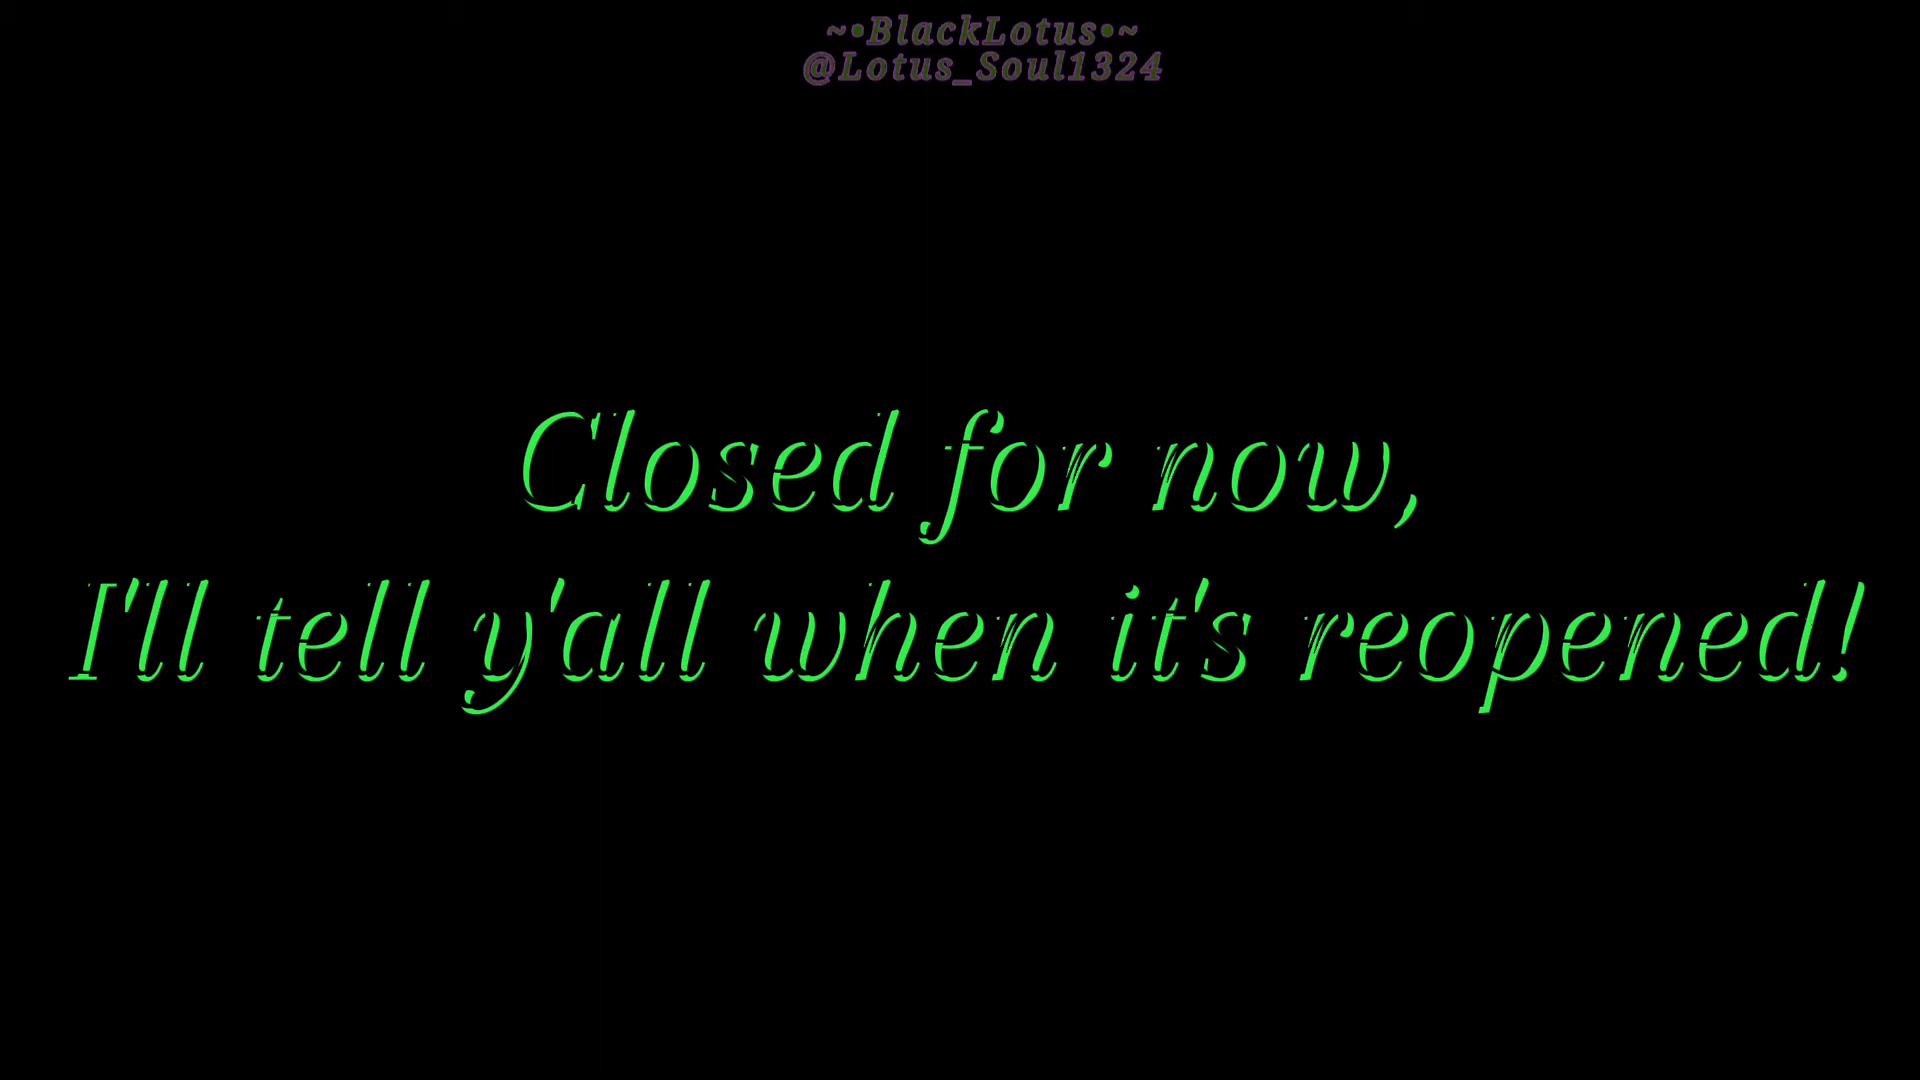 ~•BlackLotus•~
@Lotus_Soul1324
Closed for now,
I'll tell y'all when it's reopened!